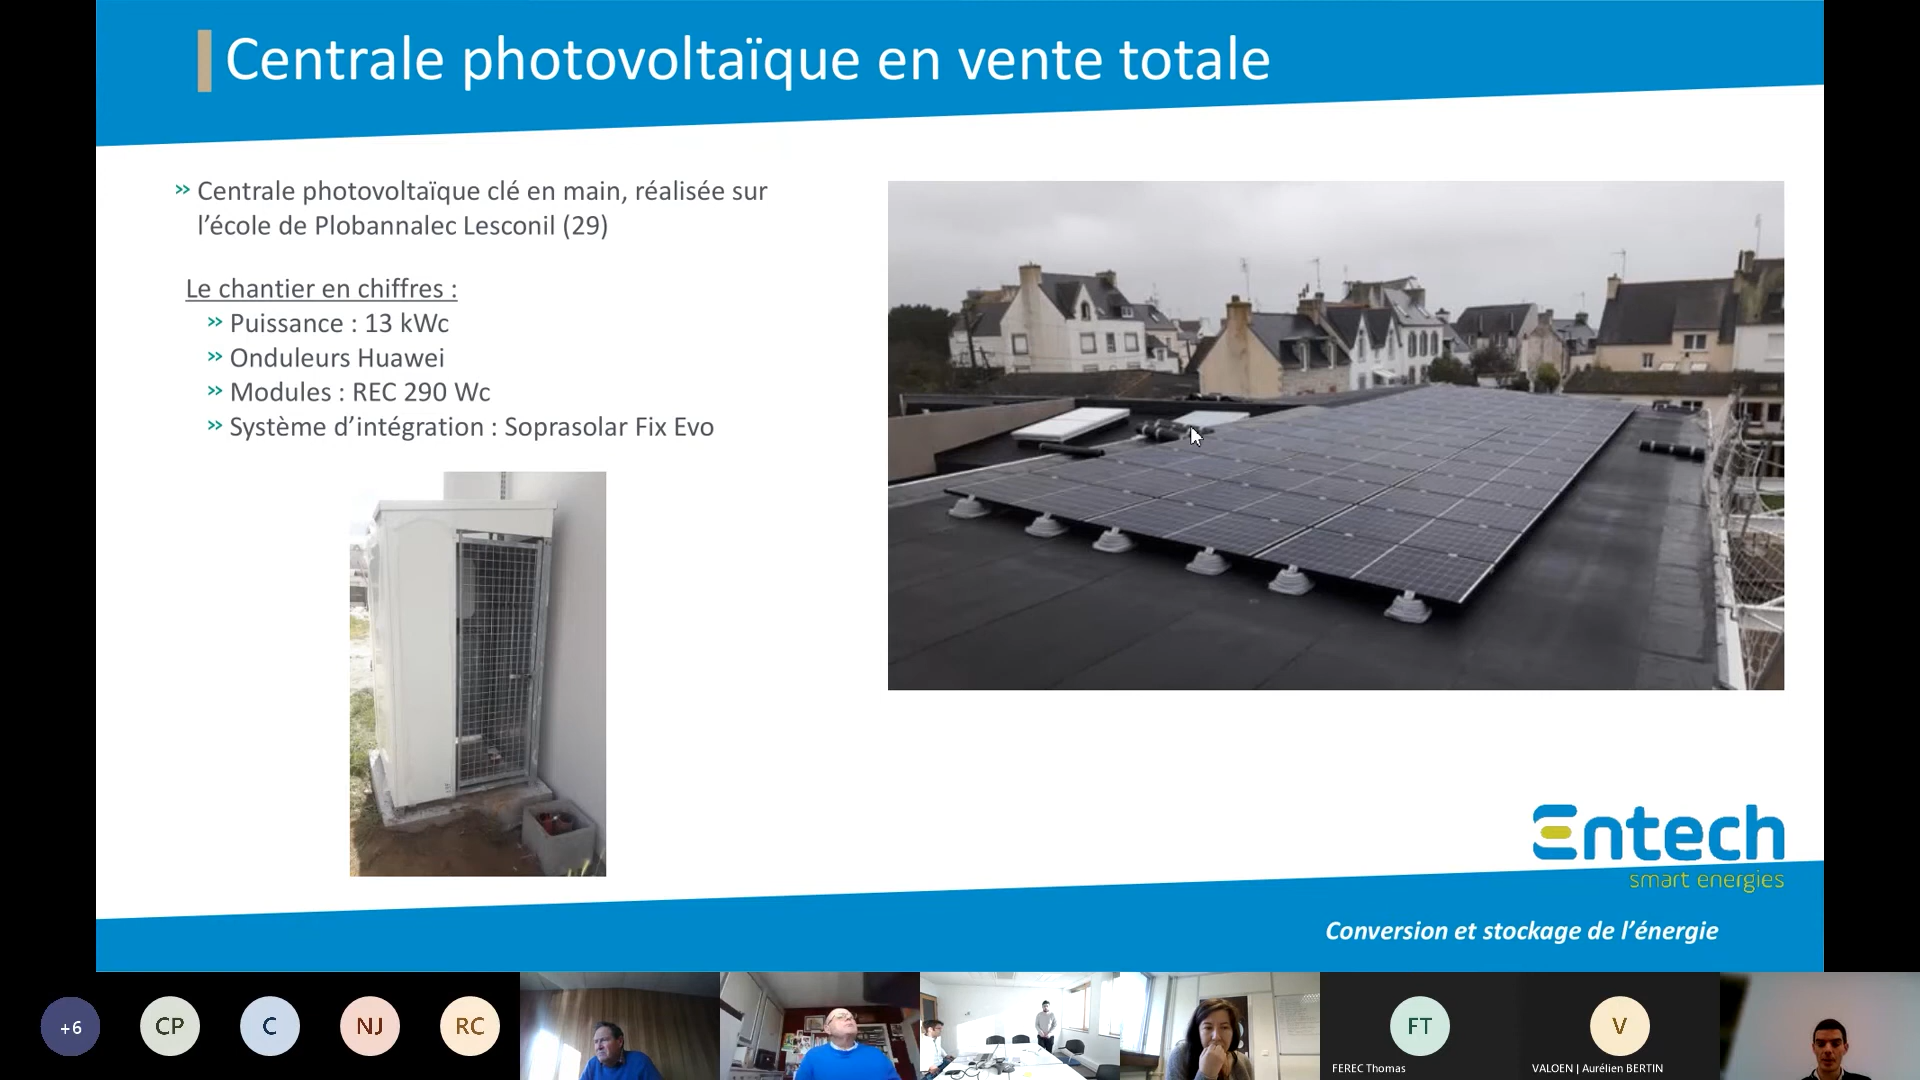 Centrale photovoltaïque en vente totale
» Centrale photovoltaïque clé en main, réalisée sur
l’école de Plobannalec Lesconil (29)
Le chantier en chiffres :
» Puissance : 13 kWc
» Onduleurs Huawei
» Modules : REC 290 Wc
» Système d’intégration : Soprasolar Fix Evo
Entech
smart energies
Conversion et stockage de l’énergie
+6
CP
C
NJ
RC
FT
V
FEREC Thomas
VALOEN | Aurélien BERTIN